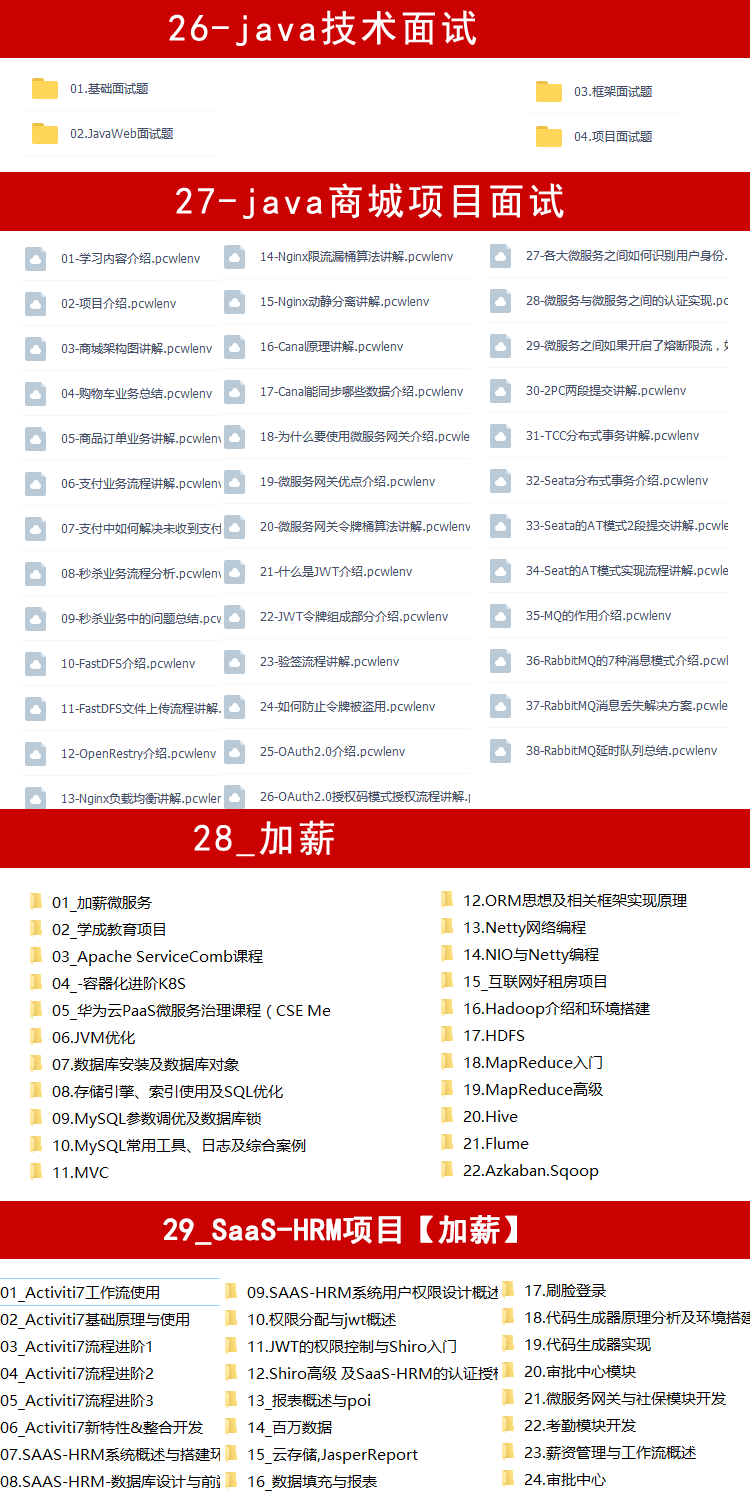 26-java技术面试
01.基础面试题
02.JavaWeb面试题
03.框架面试题
04.项目面试题
27-java商城项目面试
01-学习内容介绍.pcwlenv
02-项目介绍.pcwlenv
03-商城架构图讲解.pcwlenv
04-购物车业务总结.pcwlenv
05-商品订单业务讲解.pcwlenv
06-支付业务流程讲解.pcwlenv
07-支付中如何解决未收到支付
08-秒杀业务流程分析.pcwlenv
09-秒杀业务中的问题总结.pcw
10-FastDFS介绍.pcwlenv
11-FastDFS文件上传流程讲解.
12-OpenRestry介绍.pcwlenv
13-Nginx负载均衡讲解.pcwler
14-Nginx限流漏桶算法讲解.pcwlenv
15-Nginx动静分离讲解.pcwlenv
16-Canal原理讲解.pcwlenv
17-Canal能同步哪些数据介绍.pcwlenv
18-为什么要使用微服务网关介绍.pcwle
19-微服务网关优点介绍.pcwlenv
20-微服务网关令牌桶算法讲解.pcwlenv
21-什么是JWT介绍.pcwlenv
22-JWT令牌组成部分介绍.pcwlenv
23-验签流程讲解.pcwlenv
24-如何防止令牌被盗用.pcwlenv
25-OAuth2.0介绍.pcwlenv
26-OAuth2.0授权码模式授权流程讲解.p
27-各大微服务之间如何识别用户身份.
28-微服务与微服务之间的认证实现.pc
29-微服务之间如果开启了熔断限流，如
30-2PC两段提交讲解.pcwlenv
31-TCC分布式事务讲解.pcwlenv
32-Seata分布式事务介绍.pcwlenv
33-Seata的AT模式2段提交讲解.pcwle
34-Seat的AT模式实现流程讲解.pcwle
35-MQ的作用介绍.pcwlenv
36-RabbitMQ的7种消息模式介绍.pcwl
37-RabbitMQ消息丢失解决方案.pcwle
38-RabbitMQ延时队列总结.pcwlenv
28_加薪
01_加薪微服务
02_学成教育项目
03_Apache ServiceComb课程
04_-容器化进阶K8S
05_华为云PaaS微服务治理课程（CSE Me
06.JVM优化
07.数据库安装及数据库对象
08.存储引擎、索引使用及SQL优化
09.MySQL参数调优及数据库锁
10.MySQL常用工具、日志及综合案例
11.MVC
12.ORM思想及相关框架实现原理
13.Netty网络编程
14.NIO与Netty编程
15_互联网好租房项目
16.Hadoop介绍和环境搭建
17.HDFS
18.MapReduce入门
19.MapReduce高级
20.Hive
21.Flume
22.Azkaban.Sqoop
29_SaaS-HRM项目【加薪】
01_Activiti7工作流使用
02_Activiti7基础原理与使用
03_Activiti7流程进阶1
04_Activiti7流程进阶2
05_Activiti7流程进阶3
06_Activiti7新特性&整合开发
07.SAAS-HRM系统概述与搭建环
08.SAAS-HRM-数据库设计与前端
09.SAAS-HRM系统用户权限设计概述
10.权限分配与jwt概述
11.JWT的权限控制与Shiro入门
12.Shiro高级 及SaaS-HRM的认证授权
13_报表概述与poi
14_百万数据
15_云存储,JasperReport
16_数据填充与报表
17.刷脸登录
18.代码生成器原理分析及环境搭建
19.代码生成器实现
20.审批中心模块
21.微服务网关与社保模块开发
22.考勤模块开发
23.薪资管理与工作流概述
24.审批中心